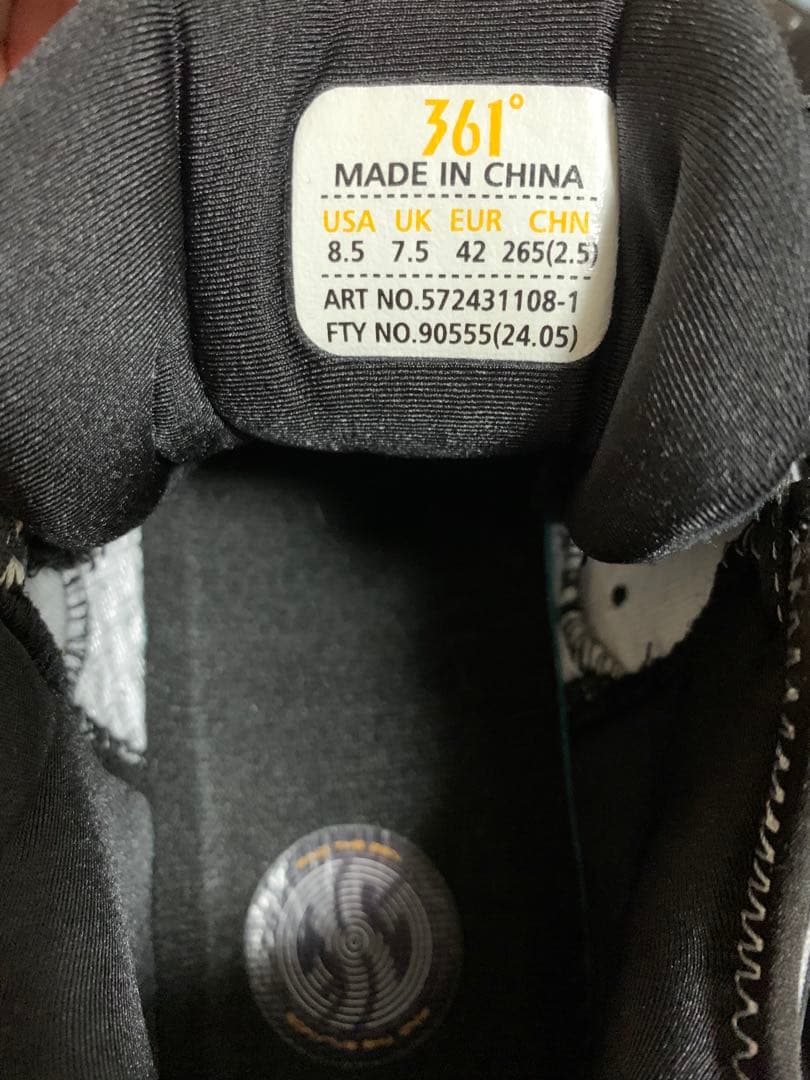 361°
MADE IN CHINA
USA UK EUR CHN
8.5 7.5 42 265(2.5)
ART NO.572431108-1
FTY NO.90555(24.05)